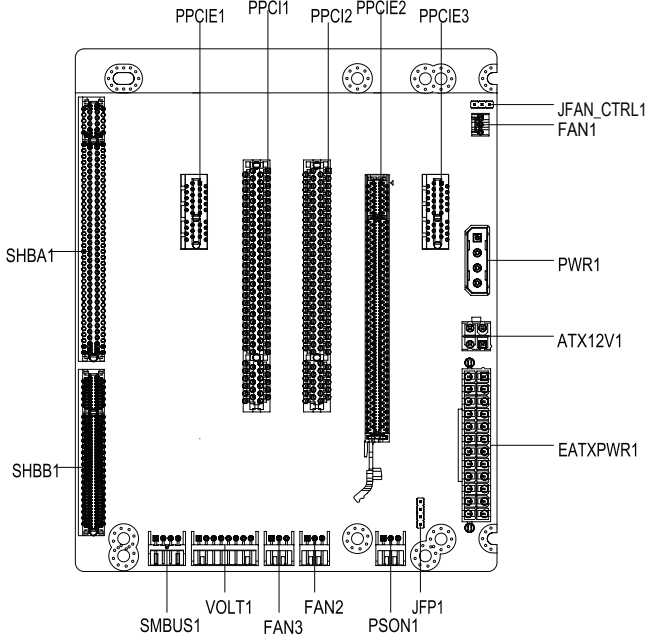 PPCIE1
PPCI1
PPCI2
PPCIE2
PPCIE3
JFAN_CTRL1
FAN1
SHBA1
PWR1
ATX12V1
EATXPWR1
SHBB1
SMBUS1
VOLT1
FAN3
FAN2
PSON1
JFP1